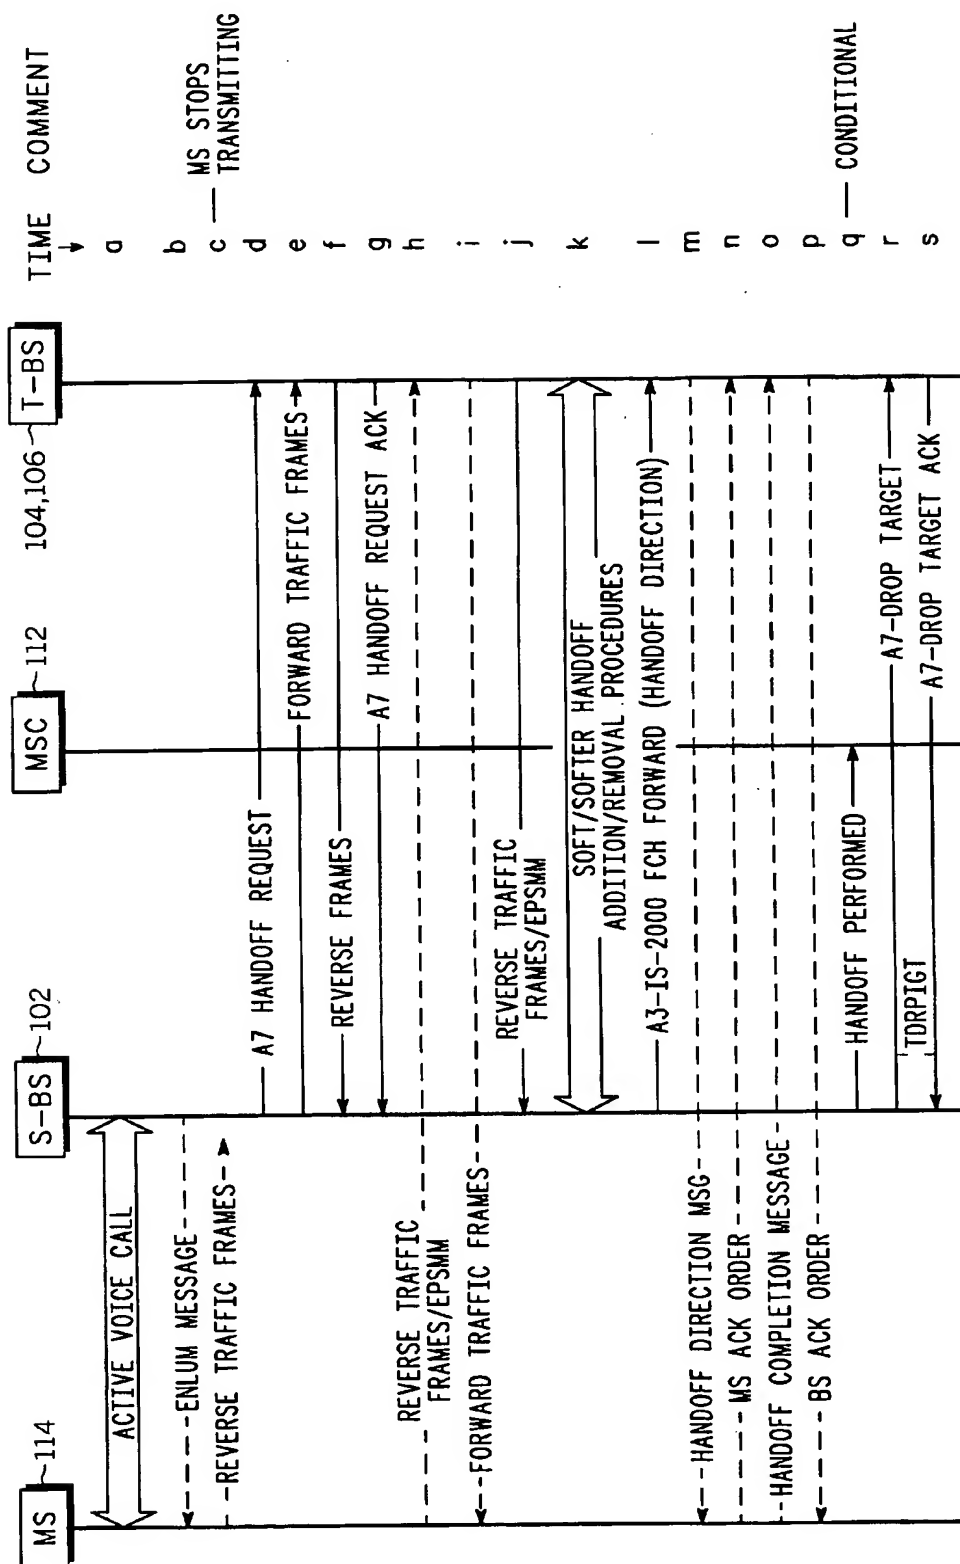 MS
114
S-BS
102
MSC
112
104,106
T-BS
TIME
COMMENT
ACTIVE VOICE CALL
a
ENLUM MESSAGE
b
REVERSE TRAFFIC FRAMES
c
MS STOPS
TRANSMITTING
A7 HANDOFF REQUEST
d
FORWARD TRAFFIC FRAMES
e
REVERSE FRAMES
f
A7 HANDOFF REQUEST ACK
g
REVERSE TRAFFIC
FRAMES/EPSMM
h
FORWARD TRAFFIC FRAMES
i
REVERSE TRAFFIC
FRAMES/EPSMM
j
SOFT/SOFTER HANDOFF
ADDITION/REMOVAL PROCEDURES
k
A3-IS-2000 FCH FORWARD (HANDOFF DIRECTION)
l
HANDOFF DIRECTION MSG
m
MS ACK ORDER
n
HANDOFF COMPLETION MESSAGE
o
BS ACK ORDER
p
HANDOFF PERFORMED
q
CONDITIONAL
A7-DROP TARGET
r
TDRPIGT
A7-DROP TARGET ACK
s